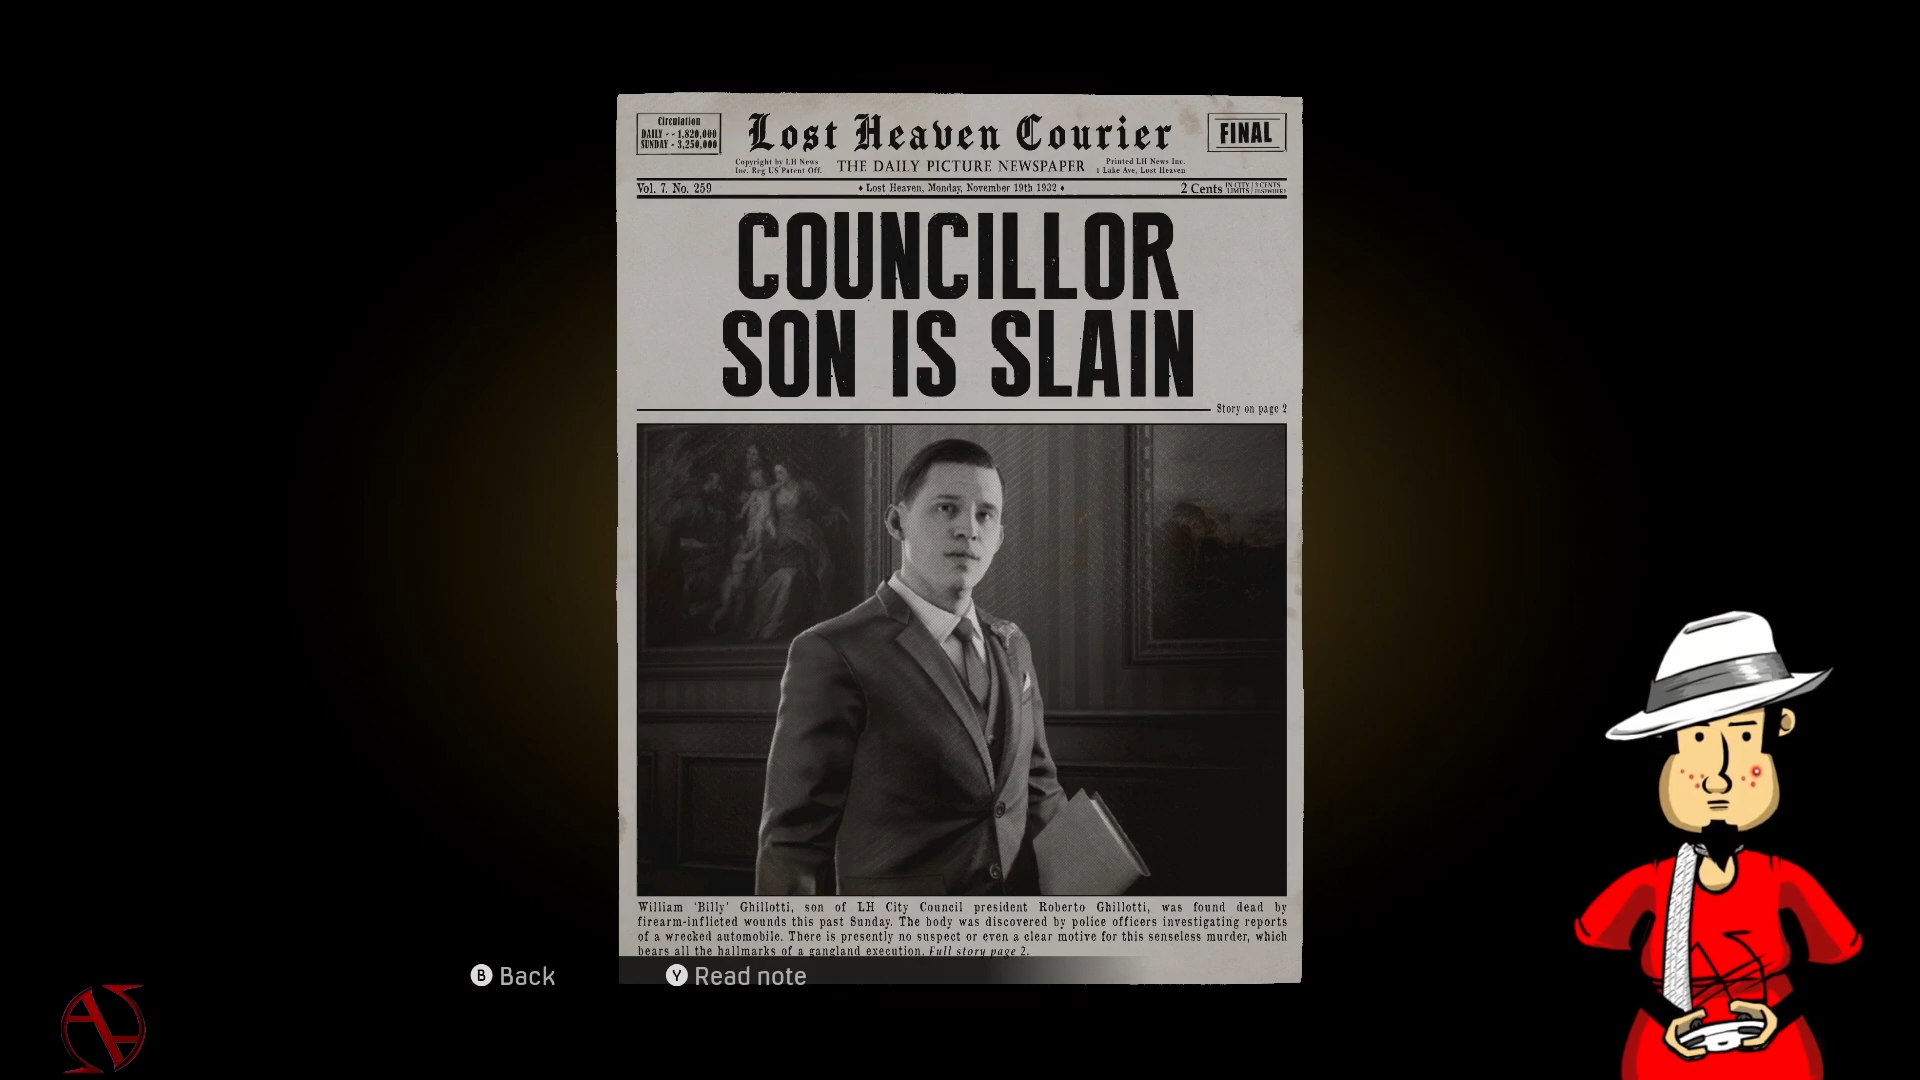 Circulation
DAILY - - 1,820,000
SUNDAY - 3,250,000
Lost Heaven Courier
FINAL
Copyright by LH News
Inc. Reg US Patent Off.
THE DAILY PICTURE NEWSPAPER
Printed LH News Inc.
1 Lake Ave, Lost Heaven
Vol. 7. No. 259
♦ Lost Heaven, Monday, November 19th 1932 ♦
2 Cents IN CITY LIMITS | 3 CENTS ELSEWHERE
COUNCILLOR
SON IS SLAIN
Story on page 2
William 'Billy' Ghillotti, son of LH City Council president Roberto Ghillotti, was found dead by
firearm-inflicted wounds this past Sunday. The body was discovered by police officers investigating reports
of a wrecked automobile. There is presently no suspect or even a clear motive for this senseless murder, which
bears all the hallmarks of a gangland execution. Full story page 2.
B Back
Y Read note